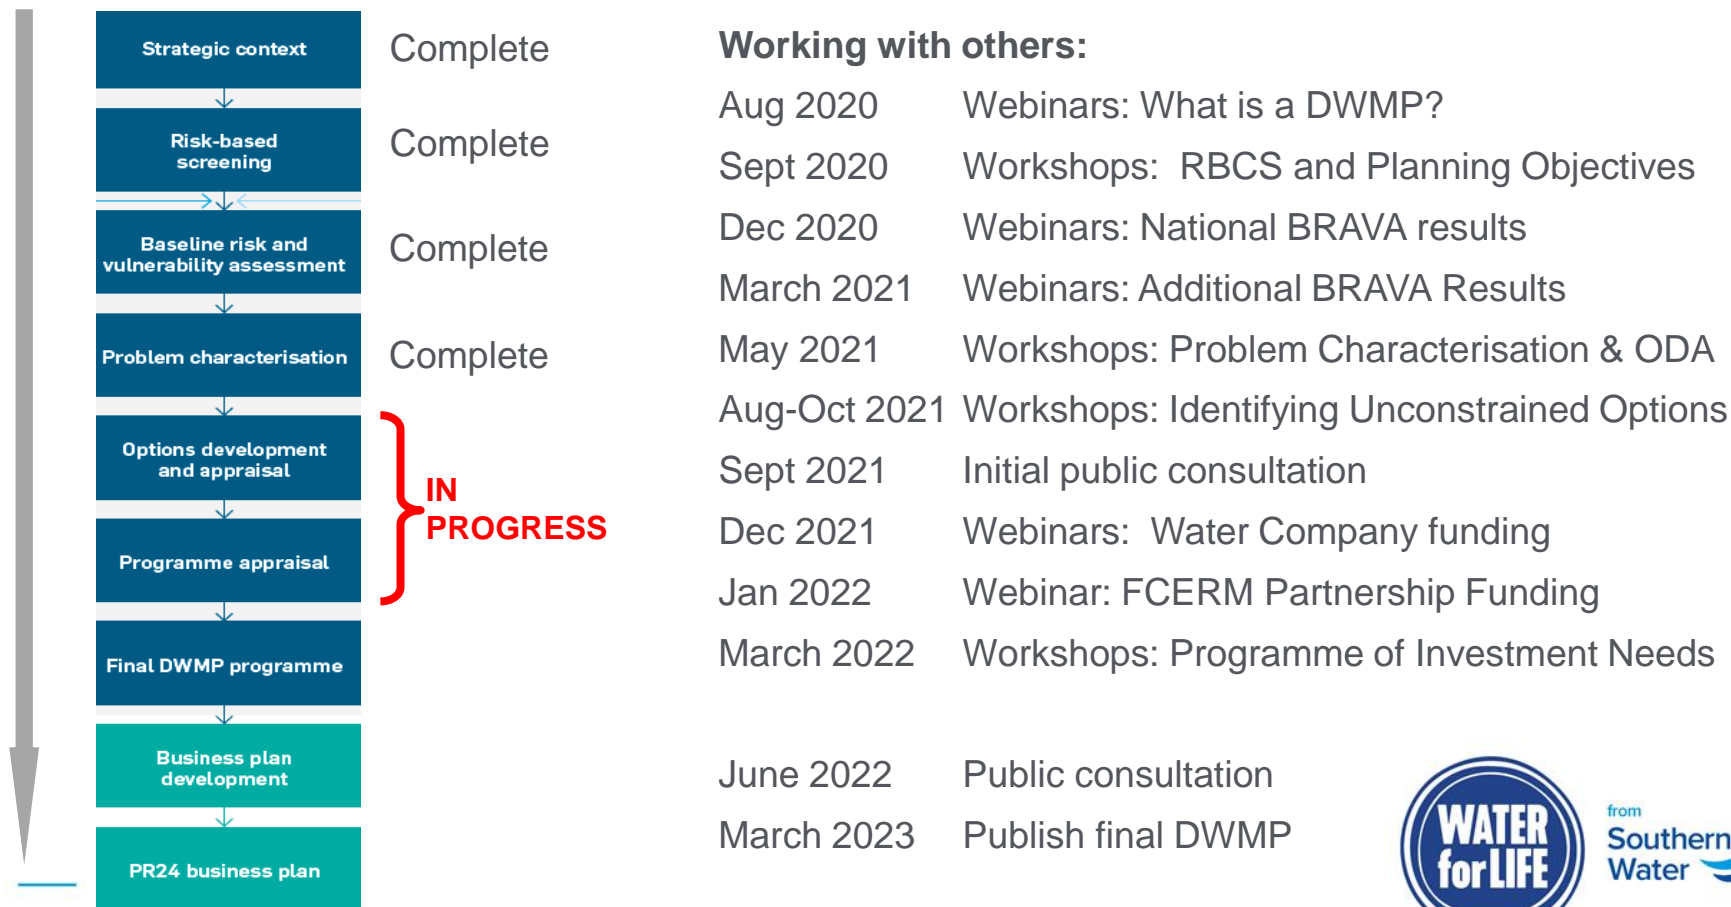 Strategic context
Complete
Risk-based
screening
Complete
Baseline risk and
vulnerability assessment
Complete
Problem characterisation
Complete
Options development
and appraisal
Programme appraisal
IN
PROGRESS
Final DWMP programme
Business plan
development
PR24 business plan
Working with others:
Aug 2020 Webinars: What is a DWMP?
Sept 2020 Workshops: RBCS and Planning Objectives
Dec 2020 Webinars: National BRAVA results
March 2021 Webinars: Additional BRAVA Results
May 2021 Workshops: Problem Characterisation & ODA
Aug-Oct 2021 Workshops: Identifying Unconstrained Options
Sept 2021 Initial public consultation
Dec 2021 Webinars: Water Company funding
Jan 2022 Webinar: FCERM Partnership Funding
March 2022 Workshops: Programme of Investment Needs
June 2022 Public consultation
March 2023 Publish final DWMP
WATER
for LIFE
from
Southern
Water